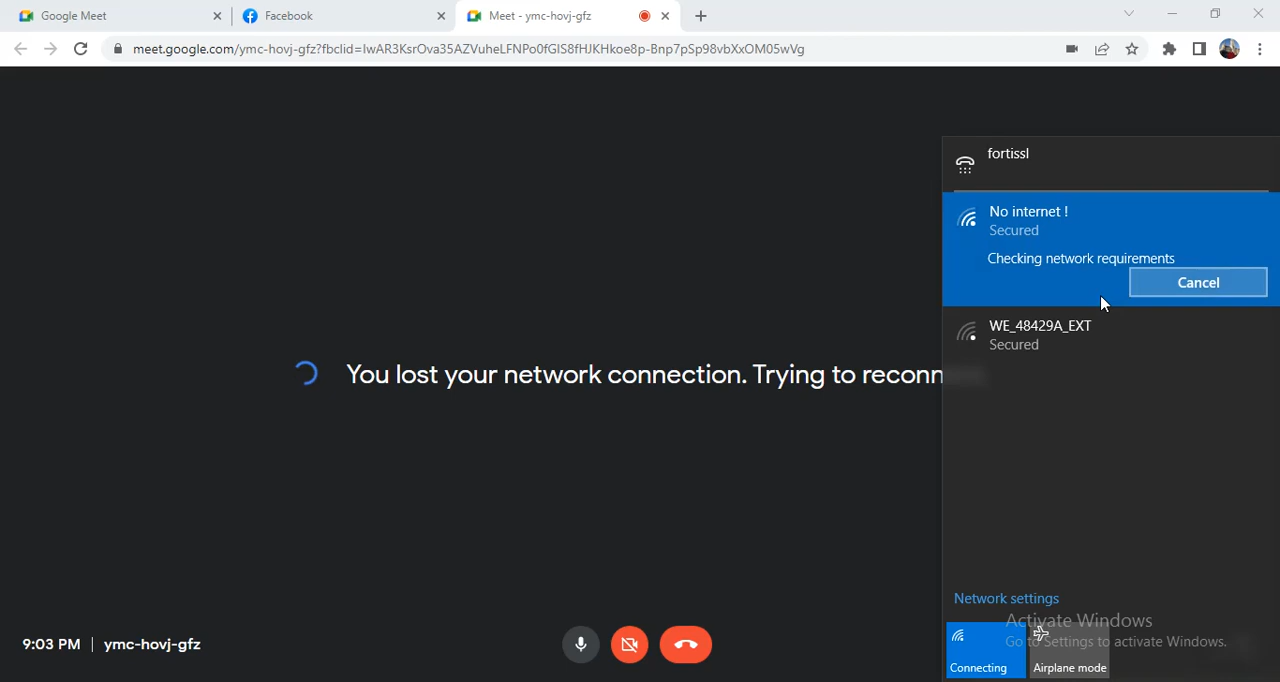 Google Meet
Facebook
Meet - ymc-hovj-gfz
meet.google.com/ymc-hovj-gfz?fbclid=IwAR3KsrOva35AZVuheLFNPo0fGIS8fHJKHkoe8p-Bnp7pSp98vbXxOM05wVg
fortissl
No internet !
Secured
Checking network requirements
Cancel
WE_48429A_EXT
Secured
You lost your network connection. Trying to reconn
Network settings
Activate Windows
Go to Settings to activate Windows.
Connecting
Airplane mode
9:03 PM | ymc-hovj-gfz